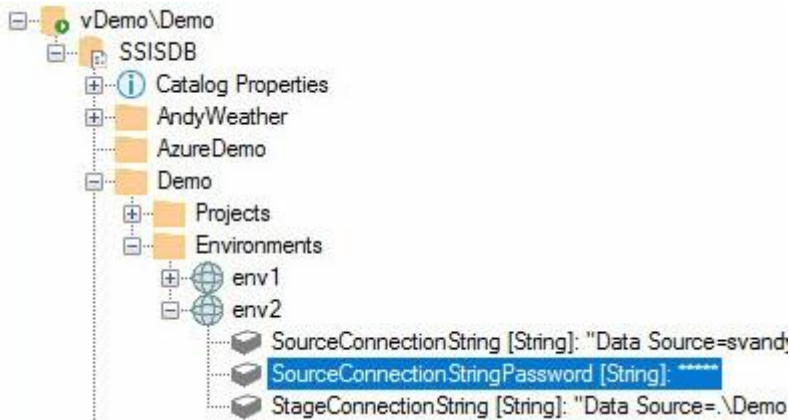 vDemo\Demo
SSISDB
Catalog Properties
AndyWeather
AzureDemo
Demo
Projects
Environments
env1
env2
SourceConnectionString [String]: "Data Source=svandy
SourceConnectionStringPassword [String]: *****
StageConnectionString [String]: "Data Source=.\Demo